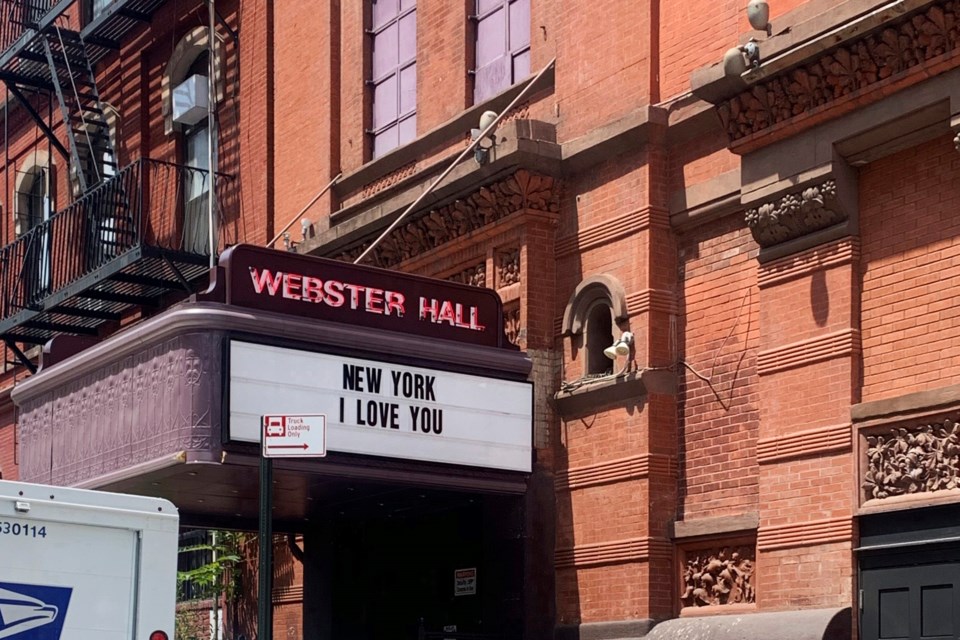 WEBSTER HALL
NEW YORK
I LOVE YOU
Truck
Loading
Only
530114